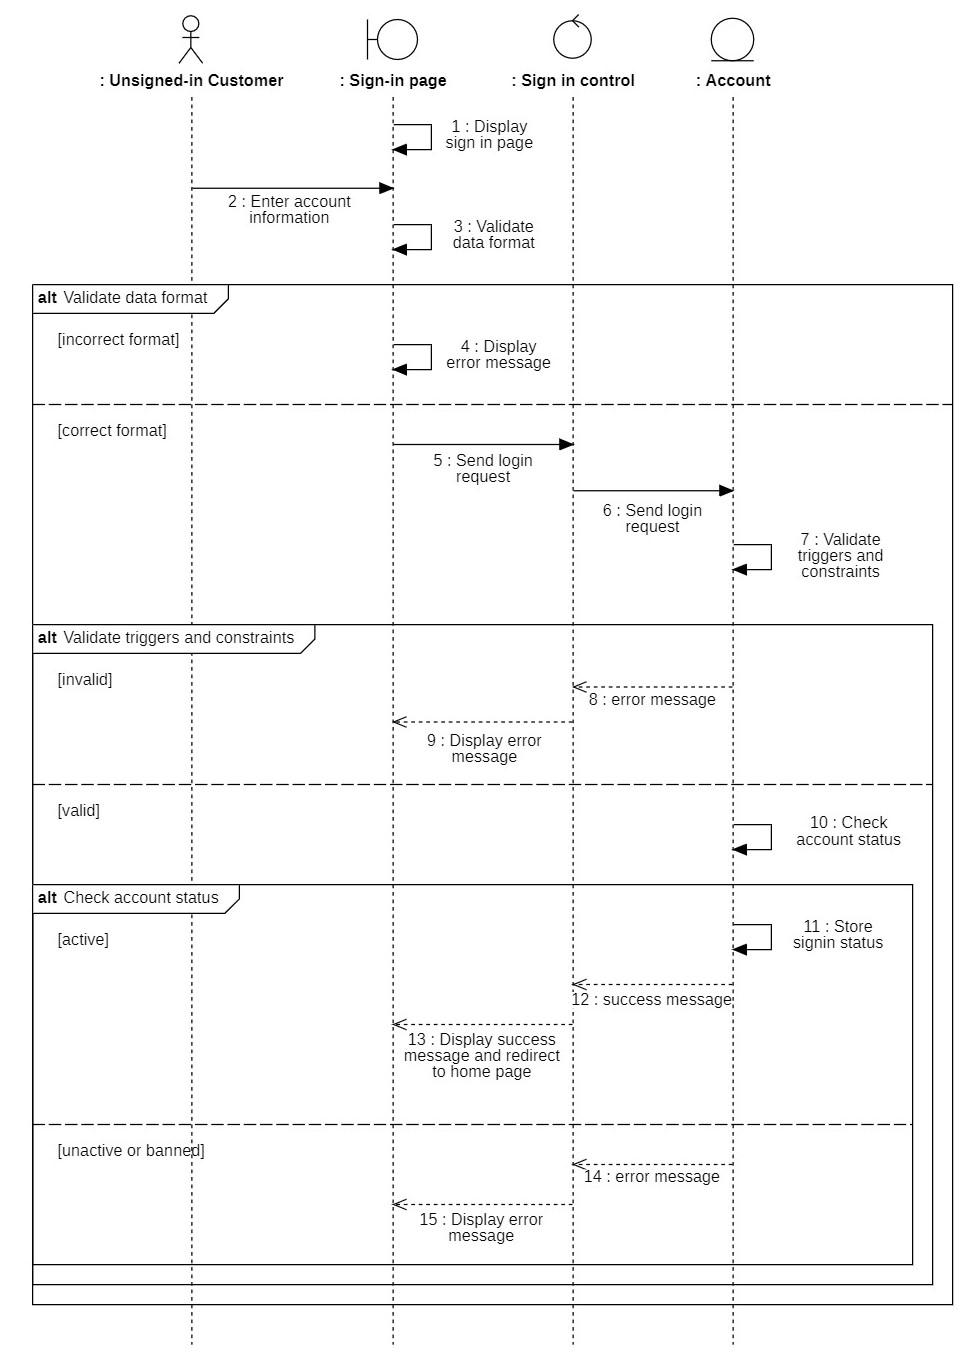 : Unsigned-in Customer
: Sign-in page
: Sign in control
: Account
1 : Display
sign in page
2 : Enter account
information
3 : Validate
data format
alt Validate data format
[incorrect format]
4 : Display
error message
[correct format]
5 : Send login
request
6 : Send login
request
7 : Validate
triggers and
constraints
alt Validate triggers and constraints
[invalid]
8 : error message
9 : Display error
message
[valid]
10 : Check
account status
alt Check account status
[active]
11 : Store
signin status
12 : success message
13 : Display success
message and redirect
to home page
[unactive or banned]
14 : error message
15 : Display error
message